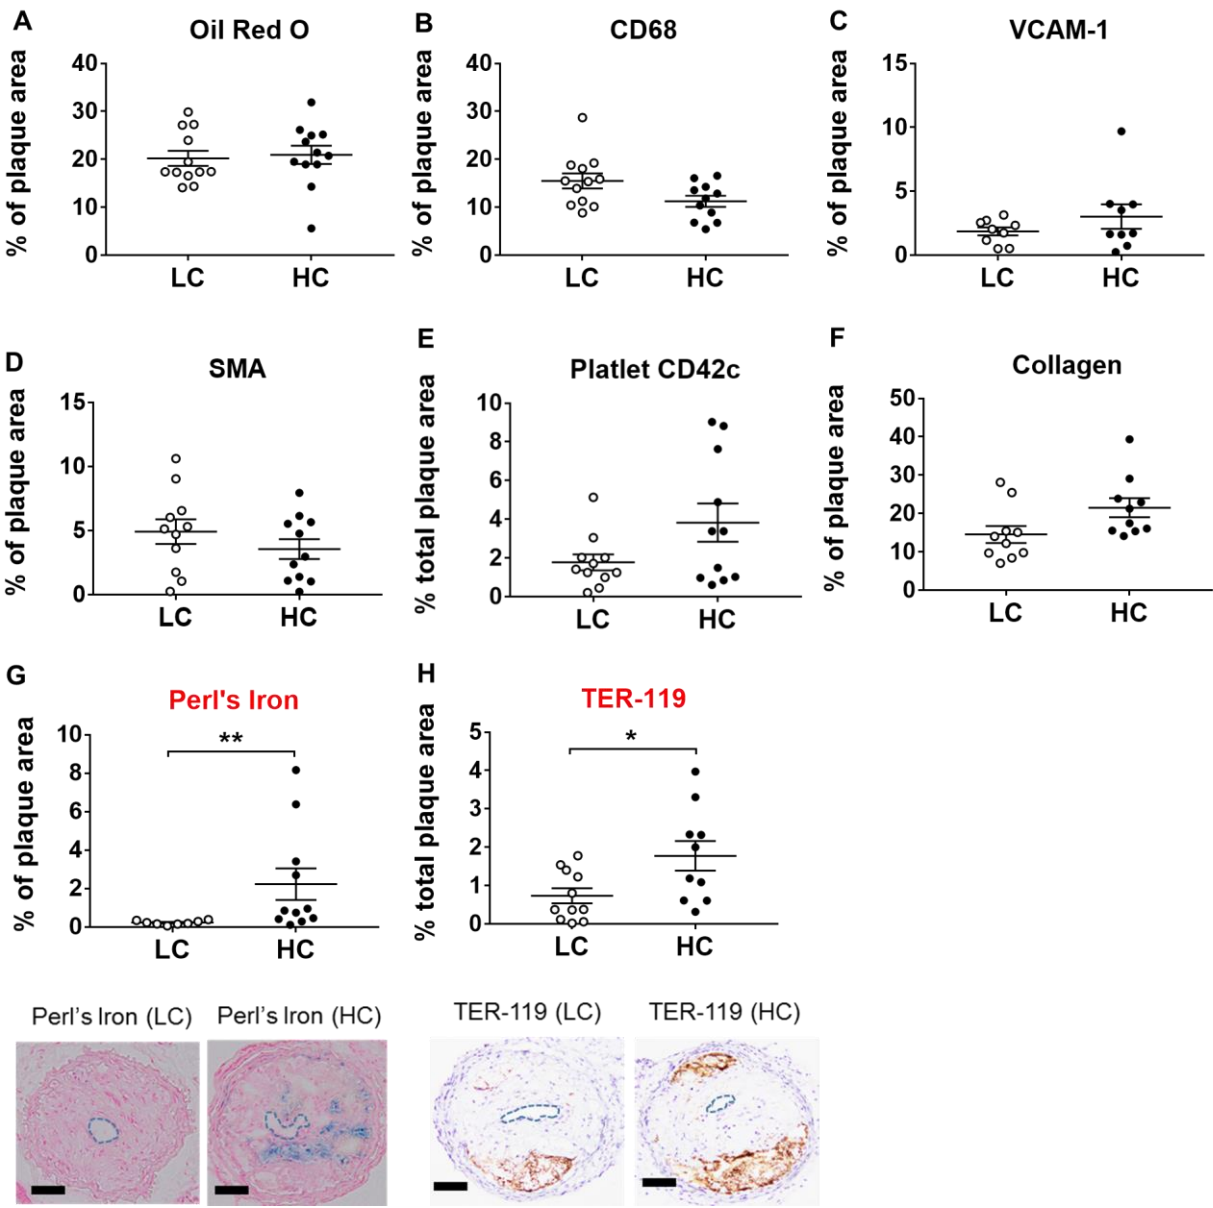 A
Oil Red O
% of plaque area
40
30
20
10
0
LC HC
B
CD68
% of plaque area
40
30
20
10
0
LC HC
C
VCAM-1
% of plaque area
15
10
5
0
LC HC
D
SMA
% of plaque area
15
10
5
0
LC HC
E
Platlet CD42c
% total plaque area
10
8
6
4
2
0
LC HC
F
Collagen
% of plaque area
50
40
30
20
10
0
LC HC
G
Perl's Iron
% of plaque area
10
8
6
4
2
0
**
LC HC
H
TER-119
% total plaque area
5
4
3
2
1
0
*
LC HC
Perl's Iron (LC) Perl's Iron (HC)
TER-119 (LC) TER-119 (HC)